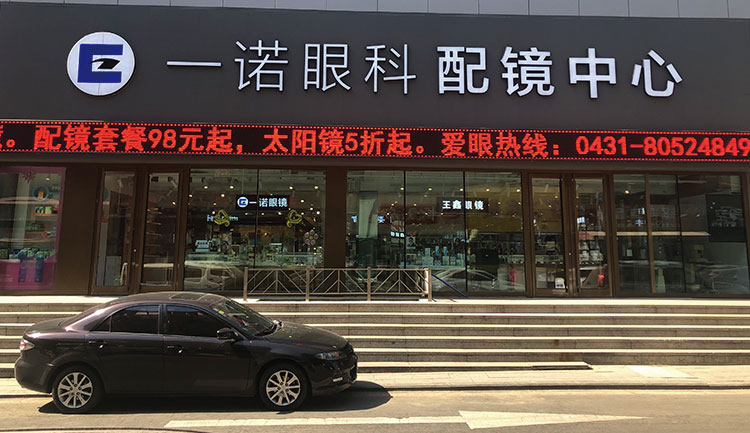 一诺眼科 配镜中心
。配镜套餐98元起，太阳镜5折起。爱眼热线：0431-80524849
一诺眼镜
王鑫眼镜